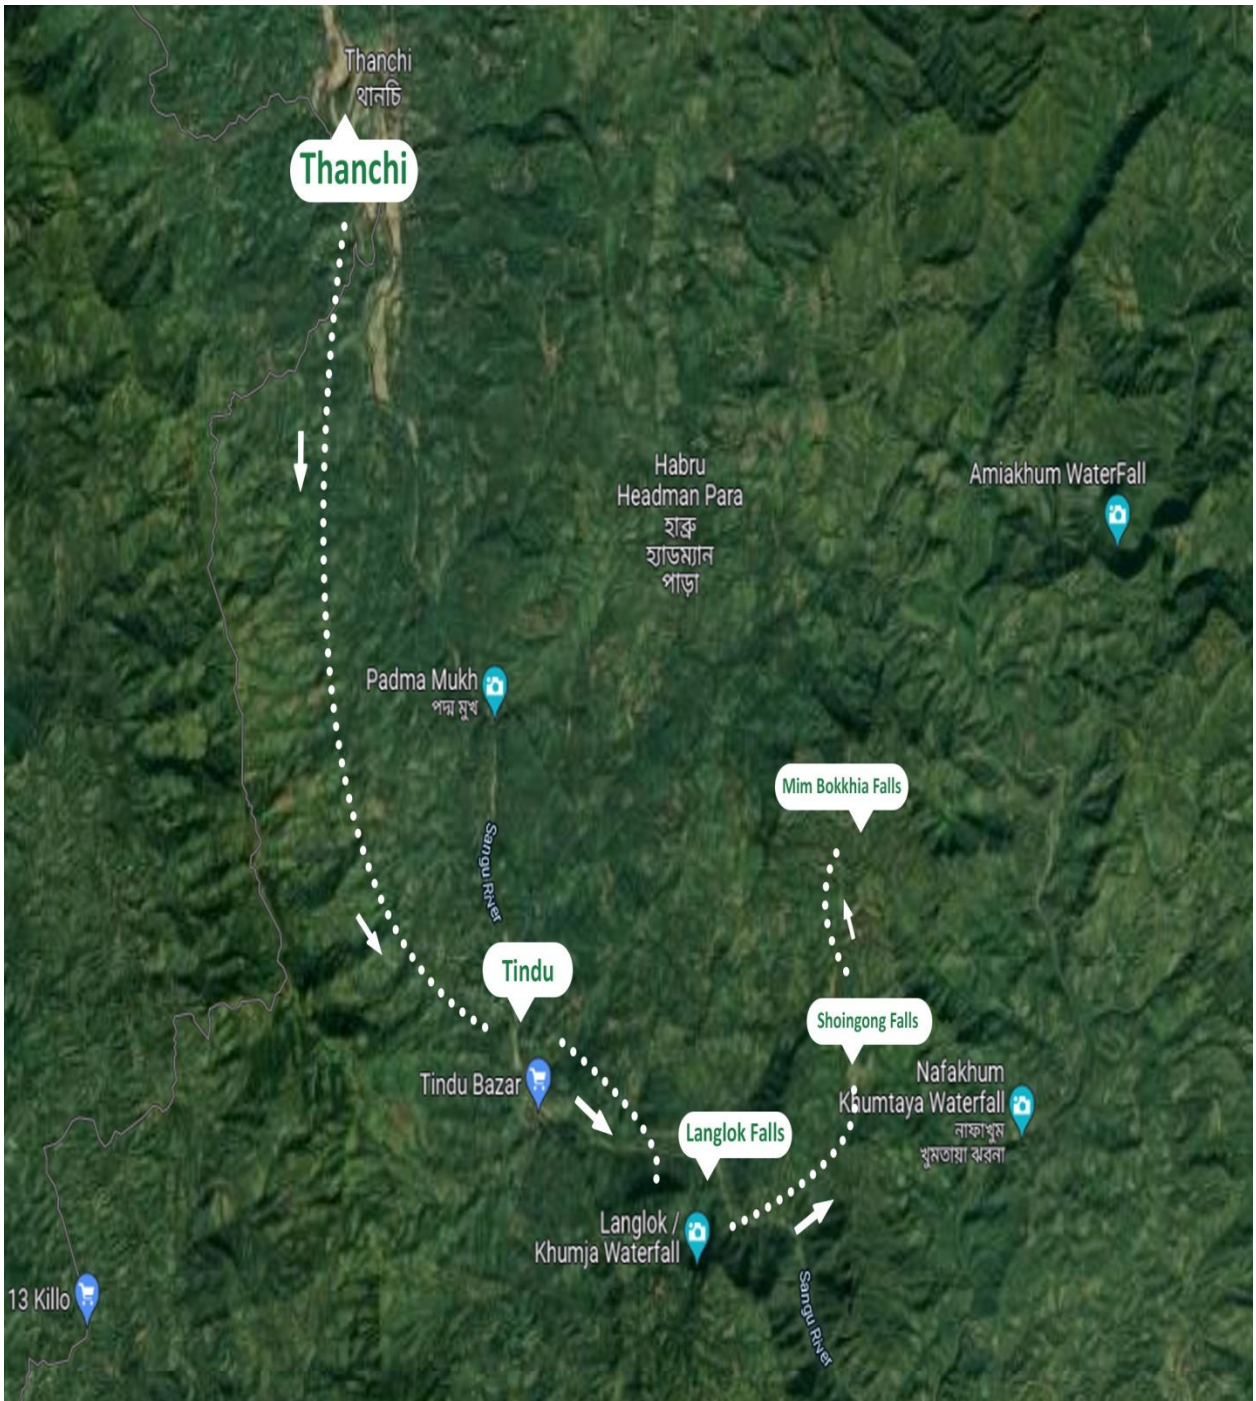 Thanchi
থানচি
Thanchi
Habru
Headman Para
হাব্রু
হ্যাডম্যান
পাড়া
Amiakhum WaterFall
Padma Mukh
পদ্ম মুখ
Mim Bokkhia Falls
Sangu River
Tindu
Shoingong Falls
Tindu Bazar
Nafakhum
Khumtaya Waterfall
নাফাখুম
খুমতায়া ঝরনা
Langlok Falls
Langlok /
Khumja Waterfall
13 Killo
Sangu River